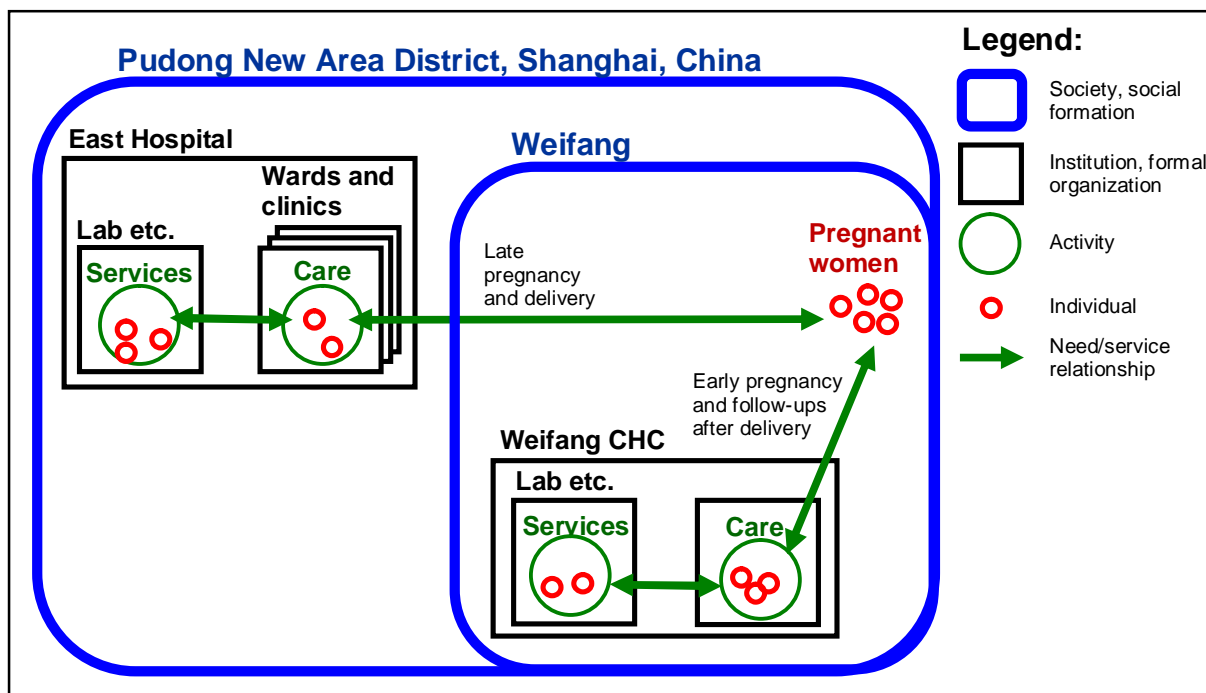 Pudong New Area District, Shanghai, China
East Hospital
Wards and
clinics
Lab etc.
Services
Care
Weifang
Late
pregnancy
and delivery
Pregnant
women
Early pregnancy
and follow-ups
after delivery
Weifang CHC
Lab etc.
Services
Care
Legend:
Society, social
formation
Institution, formal
organization
Activity
Individual
Need/service
relationship